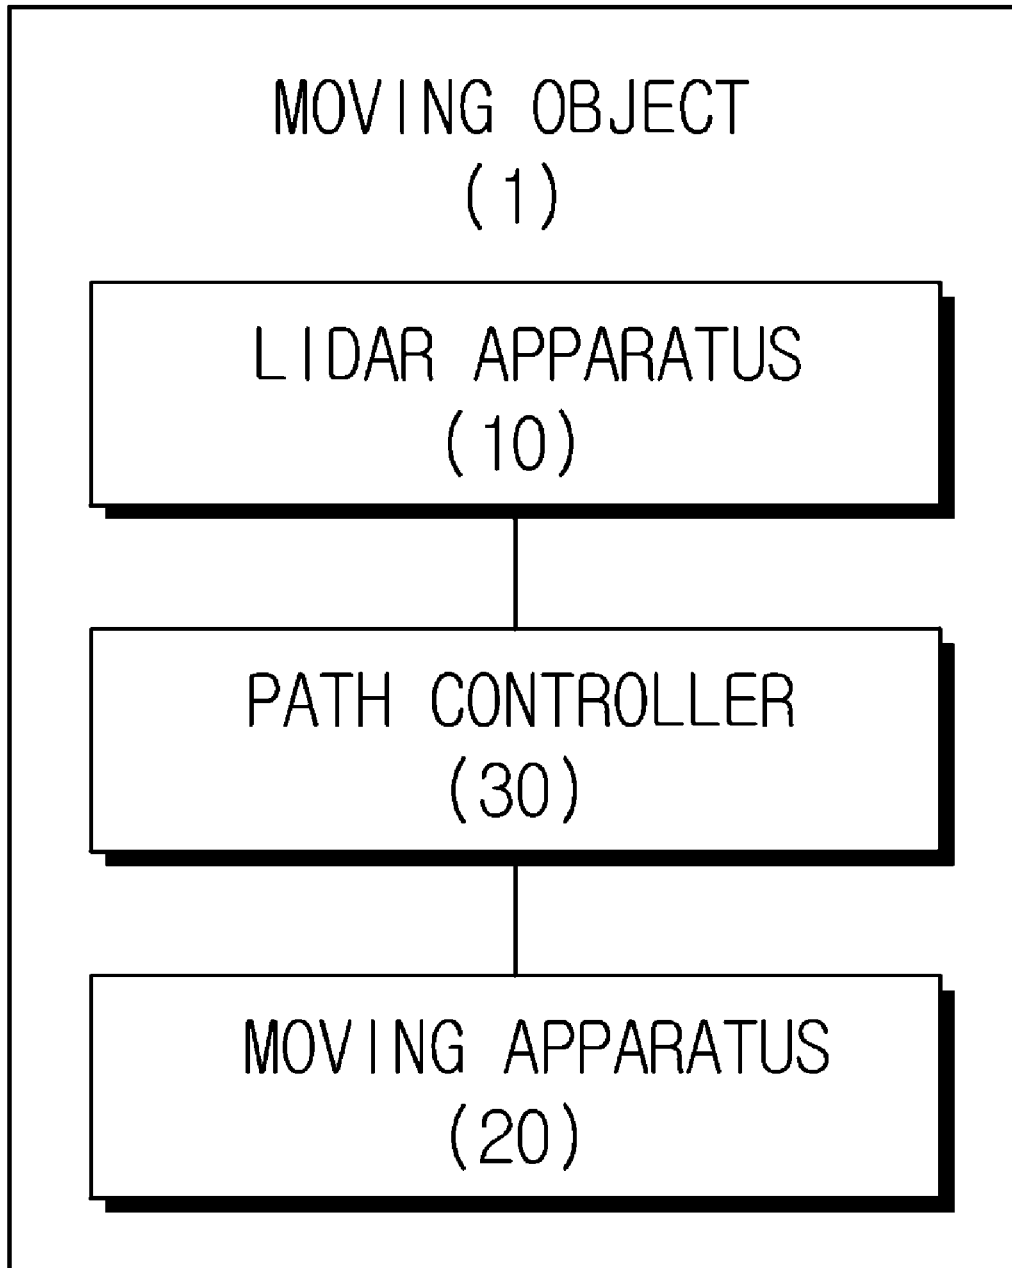 MOVING OBJECT
(1)
LIDAR APPARATUS
(10)
PATH CONTROLLER
(30)
MOVING APPARATUS
(20)